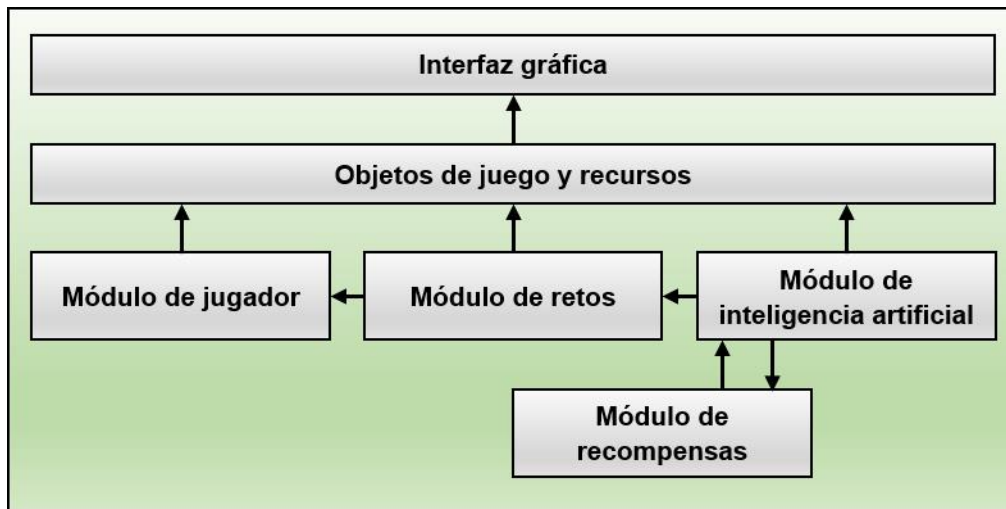 Interfaz gráfica
Objetos de juego y recursos
Módulo de jugador
Módulo de retos
Módulo de
inteligencia artificial
Módulo de
recompensas